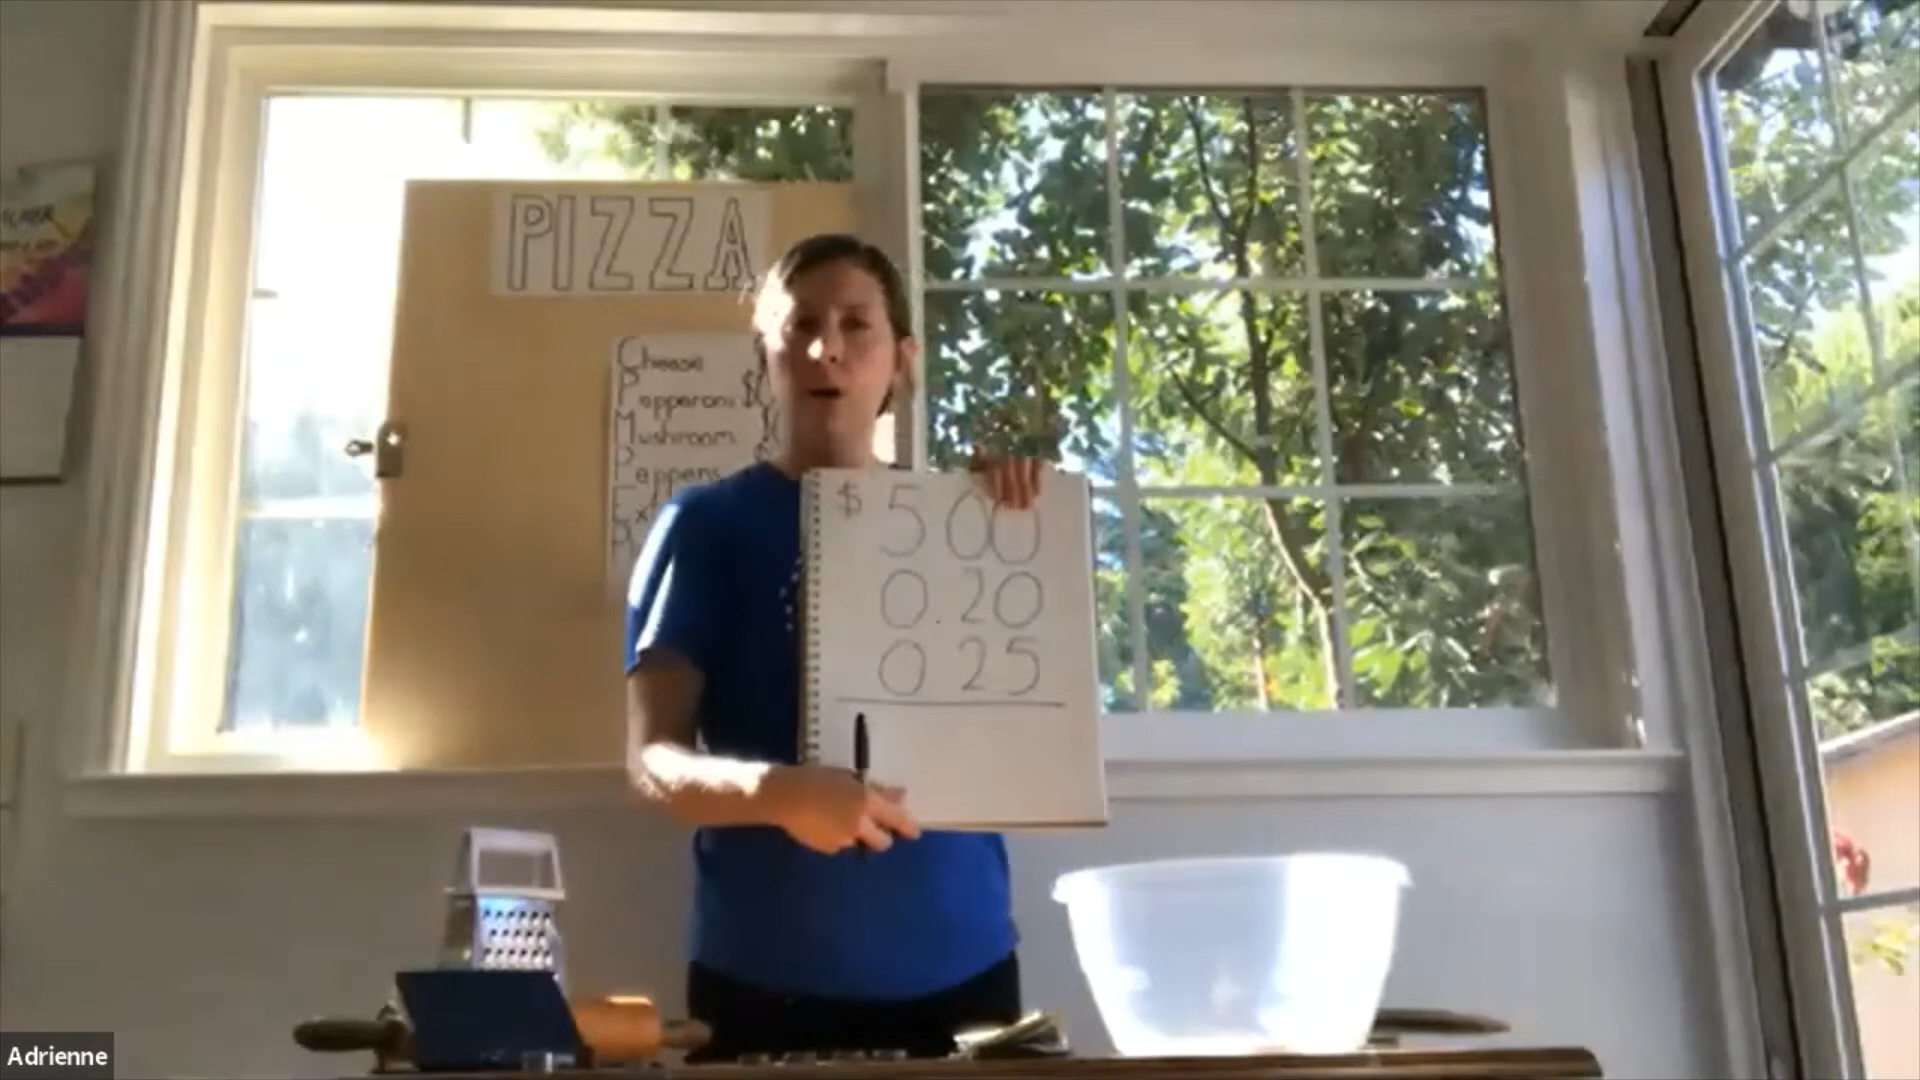 PIZZA
Cheese
Pepperoni $
Mushroom
Peppers
$ 5 00
0.20
0 25
Adrienne